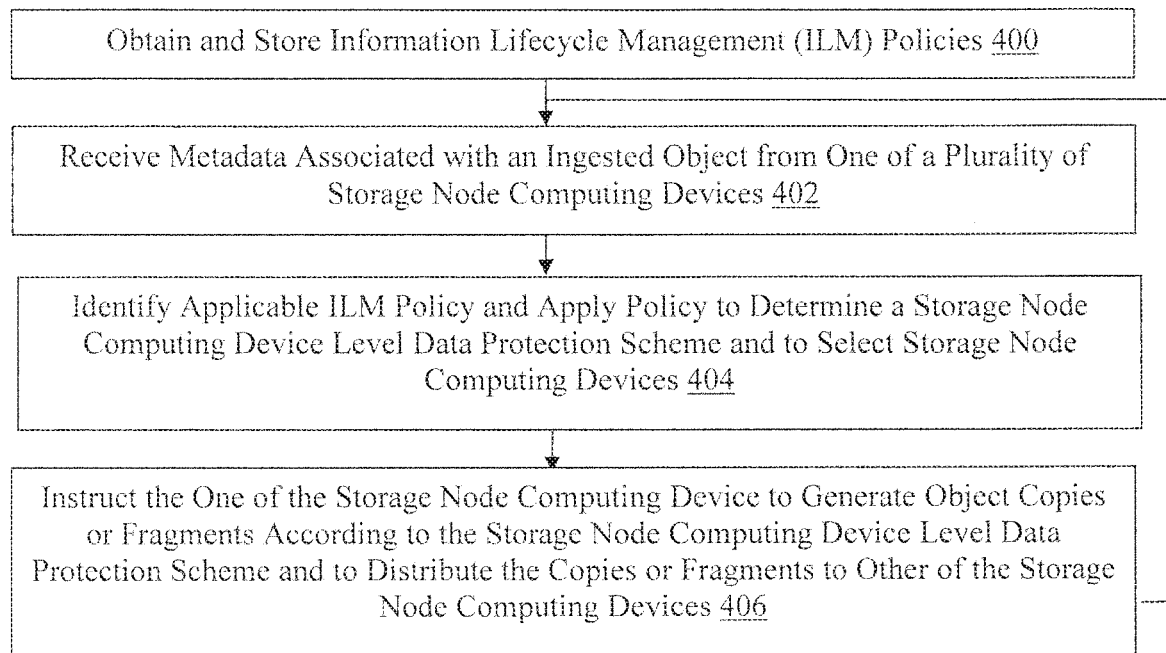 Obtain and Store Information Lifecycle Management (ILM) Policies 400
Receive Metadata Associated with an Ingested Object from One of a Plurality of
Storage Node Computing Devices 402
Identify Applicable ILM Policy and Apply Policy to Determine a Storage Node
Computing Device Level Data Protection Scheme and to Select Storage Node
Computing Devices 404
Instruct the One of the Storage Node Computing Device to Generate Object Copies
or Fragments According to the Storage Node Computing Device Level Data
Protection Scheme and to Distribute the Copies or Fragments to Other of the Storage
Node Computing Devices 406